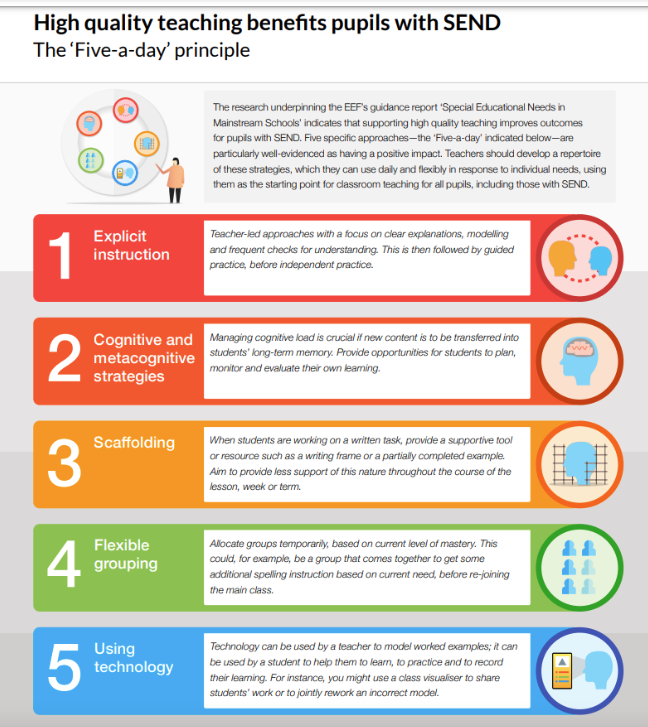 High quality teaching benefits pupils with SEND
The ‘Five-a-day’ principle
The research underpinning the EEF's guidance report ‘Special Educational Needs in
Mainstream Schools’ indicates that supporting high quality teaching improves outcomes
for pupils with SEND. Five specific approaches—the ‘Five-a-day’ indicated below—are
particularly well-evidenced as having a positive impact. Teachers should develop a repertoire
of these strategies, which they can use daily and flexibly in response to individual needs, using
them as the starting point for classroom teaching for all pupils, including those with SEND.
1
Explicit
instruction
Teacher-led approaches with a focus on clear explanations, modelling
and frequent checks for understanding. This is then followed by guided
practice, before independent practice.
2
Cognitive and
metacognitive
strategies
Managing cognitive load is crucial if new content is to be transferred into
students' long-term memory. Provide opportunities for students to plan,
monitor and evaluate their own learning.
3
Scaffolding
When students are working on a written task, provide a supportive tool
or resource such as a writing frame or a partially completed example.
Aim to provide less support of this nature throughout the course of the
lesson, week or term.
4
Flexible
grouping
Allocate groups temporarily, based on current level of mastery. This
could, for example, be a group that comes together to get some
additional spelling instruction based on current need, before re-joining
the main class.
5
Using
technology
Technology can be used by a teacher to model worked examples; it can
be used by a student to help them to learn, to practice and to record
their learning. For instance, you might use a class visualiser to share
students' work or to jointly rework an incorrect model.